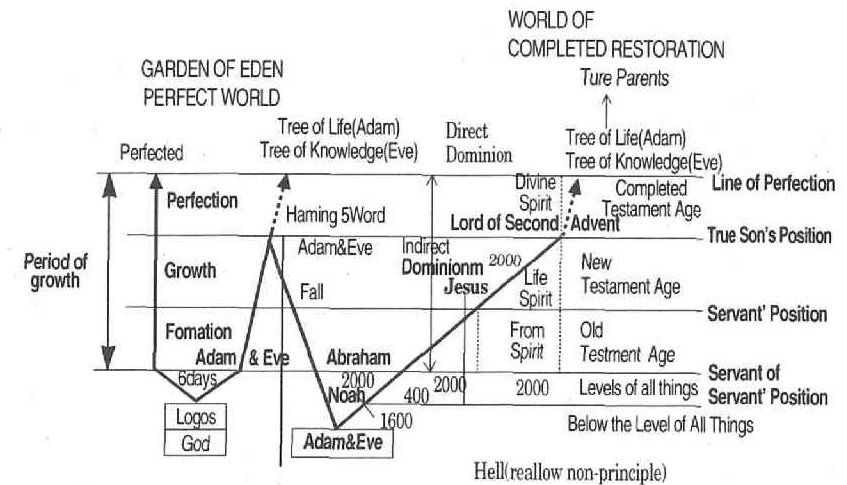 WORLD OF
COMPLETED RESTORATION
Ture Parents
GARDEN OF EDEN
PERFECT WORLD
Perfected
Tree of Life(Adam)
Tree of Knowledge(Eve)
Direct
Dominion
Tree of Life(Adam)
Tree of Knowledge(Eve)
Perfection
Divine
Spirit
Completed
Testament Age
Line of Perfection
Haming 5Word
Lord of Second Advent
True Son's Position
Period of
growth
Growth
Adam&Eve
Fall
Indirect
Dominionm
Jesus
2000
Life
Spirit
New
Testament Age
Servant' Position
Fomation
Adam & Eve
Abraham
From
Spirit
Old
Testment Age
Servant of
Servant' Position
6days
2000
Noah
400
2000
2000
Levels of all things
1600
Logos
God
Adam&Eve
Below the Level of All Things
Hell(reallow non-principle)